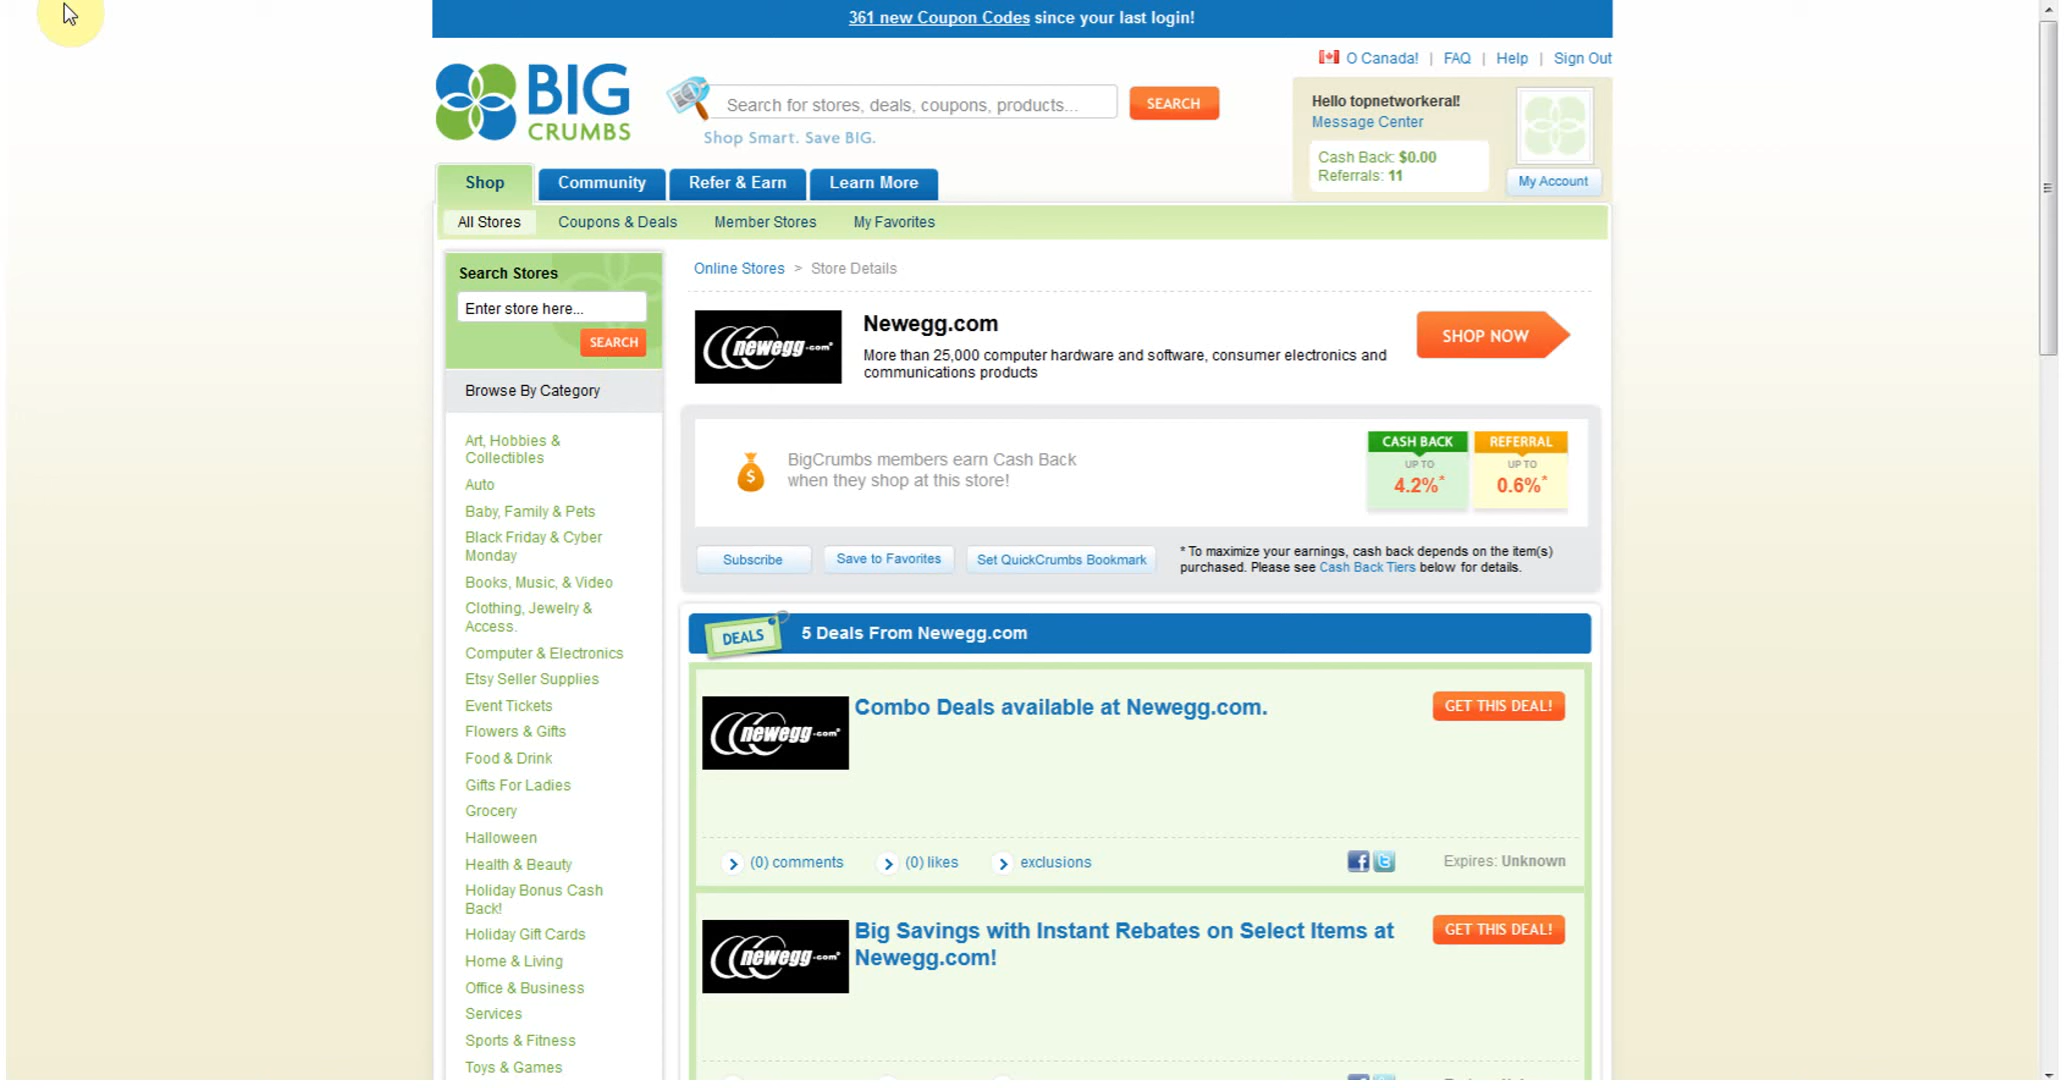 361 new Coupon Codes since your last login!
O Canada! | FAQ | Help | Sign Out
BIG
CRUMBS
Search for stores, deals, coupons, products...
SEARCH
Shop Smart. Save BIG.
Hello topnetworkeral!
Message Center
Cash Back: $0.00
Referrals: 11
My Account
Shop
Community
Refer & Earn
Learn More
All Stores
Coupons & Deals
Member Stores
My Favorites
Search Stores
Enter store here...
SEARCH
Browse By Category
Art, Hobbies &
Collectibles
Auto
Baby, Family & Pets
Black Friday & Cyber
Monday
Books, Music, & Video
Clothing, Jewelry &
Access.
Computer & Electronics
Etsy Seller Supplies
Event Tickets
Flowers & Gifts
Food & Drink
Gifts For Ladies
Grocery
Halloween
Health & Beauty
Holiday Bonus Cash
Back!
Holiday Gift Cards
Home & Living
Office & Business
Services
Sports & Fitness
Toys & Games
Online Stores > Store Details
newegg.com
Newegg.com
More than 25,000 computer hardware and software, consumer electronics and
communications products
SHOP NOW
$
BigCrumbs members earn Cash Back
when they shop at this store!
CASH BACK
UP TO
4.2%*
REFERRAL
UP TO
0.6%*
Subscribe
Save to Favorites
Set QuickCrumbs Bookmark
* To maximize your earnings, cash back depends on the item(s)
purchased. Please see Cash Back Tiers below for details.
DEALS
5 Deals From Newegg.com
newegg.com
Combo Deals available at Newegg.com.
GET THIS DEAL!
(0) comments
(0) likes
exclusions
Expires: Unknown
newegg.com
Big Savings with Instant Rebates on Select Items at
Newegg.com!
GET THIS DEAL!